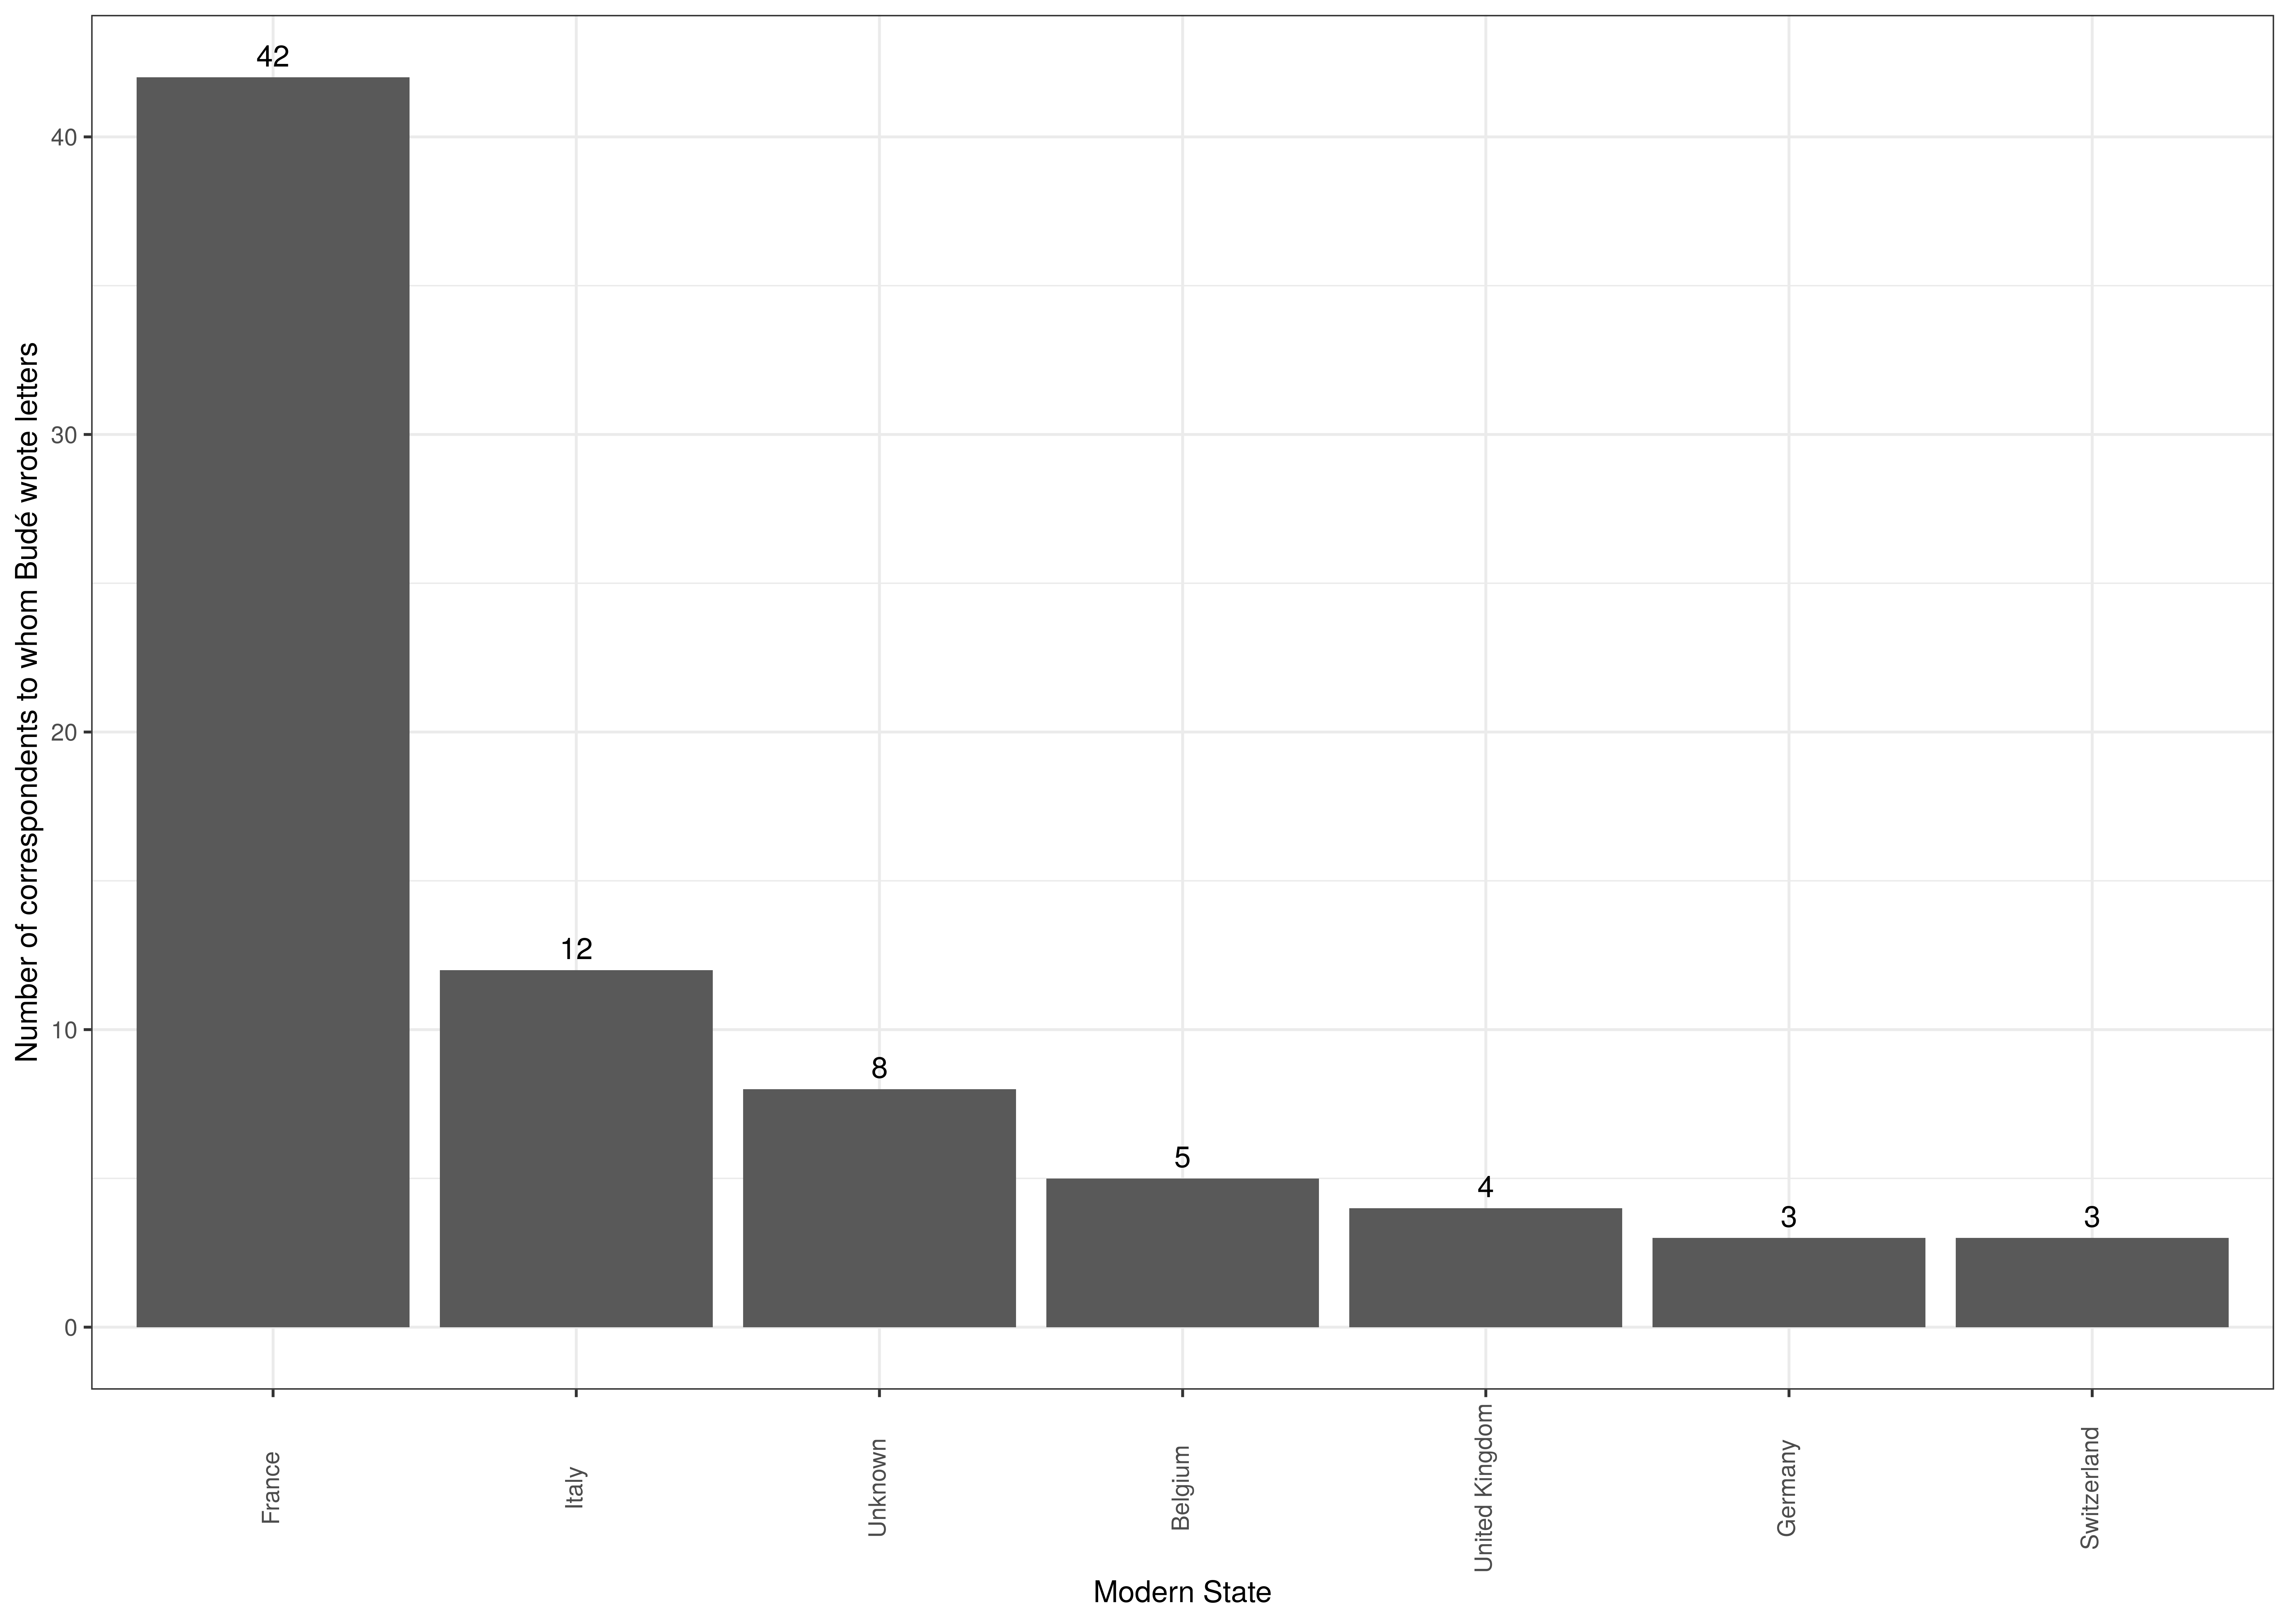 Number of correspondents to whom Budé wrote letters
40
30
20
10
0
42
12
8
5
4
3
3
France
Italy
Unknown
Belgium
United Kingdom
Germany
Switzerland
Modern State